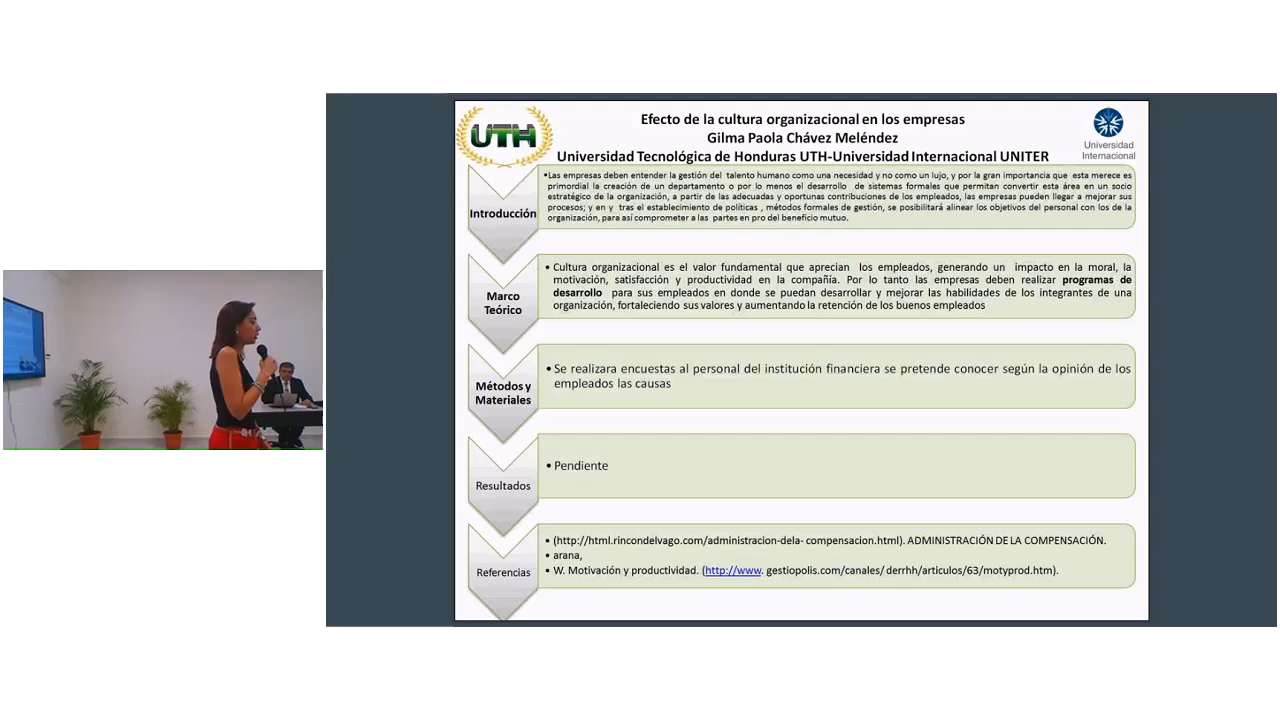 UTH
Efecto de la cultura organizacional en los empresas
Gilma Paola Chávez Meléndez
Universidad Tecnológica de Honduras UTH-Universidad Internacional UNITER
Universidad
Internacional
Introducción
•Las empresas deben entender la gestión del talento humano como una necesidad y no como un lujo, y por la gran importancia que esta merece es
primordial la creación de un departamento o por lo menos el desarrollo de sistemas formales que permitan convertir esta área en un socio
estratégico de la organización, a partir de las adecuadas y oportunas contribuciones de los empleados, las empresas pueden llegar a mejorar sus
procesos; y en y tras el establecimiento de políticas , métodos formales de gestión, se posibilitará alinear los objetivos del personal con los de la
organización, para así comprometer a las partes en pro del beneficio mutuo.
Marco
Teórico
• Cultura organizacional es el valor fundamental que aprecian los empleados, generando un impacto en la moral, la
motivación, satisfacción y productividad en la compañía. Por lo tanto las empresas deben realizar programas de
desarrollo para sus empleados en donde se puedan desarrollar y mejorar las habilidades de los integrantes de una
organización, fortaleciendo sus valores y aumentando la retención de los buenos empleados
Métodos y
Materiales
• Se realizara encuestas al personal del institución financiera se pretende conocer según la opinión de los
empleados las causas
Resultados
• Pendiente
Referencias
• (http://html.rincondelvago.com/administracion-dela- compensacion.html). ADMINISTRACIÓN DE LA COMPENSACIÓN.
• arana,
• W. Motivación y productividad. (http://www. gestiopolis.com/canales/ derrhh/articulos/63/motyprod.htm).